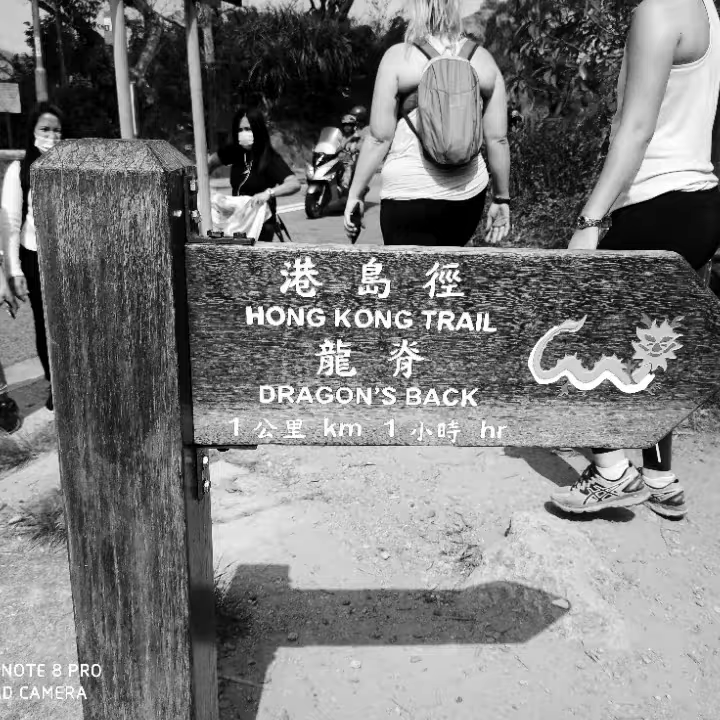 港島徑
HONG KONG TRAIL
龍脊
DRAGON'S BACK
1 公里 km 1 小時 hr
NOTE 8 PRO
D CAMERA